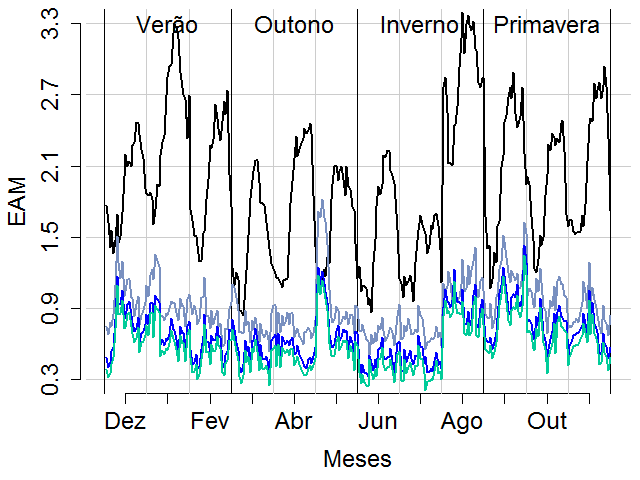 Verão Outono Inverno Primavera
3.3
2.7
2.1
1.5
0.9
0.3
EAM
Dez Fev Abr Jun Ago Out
Meses